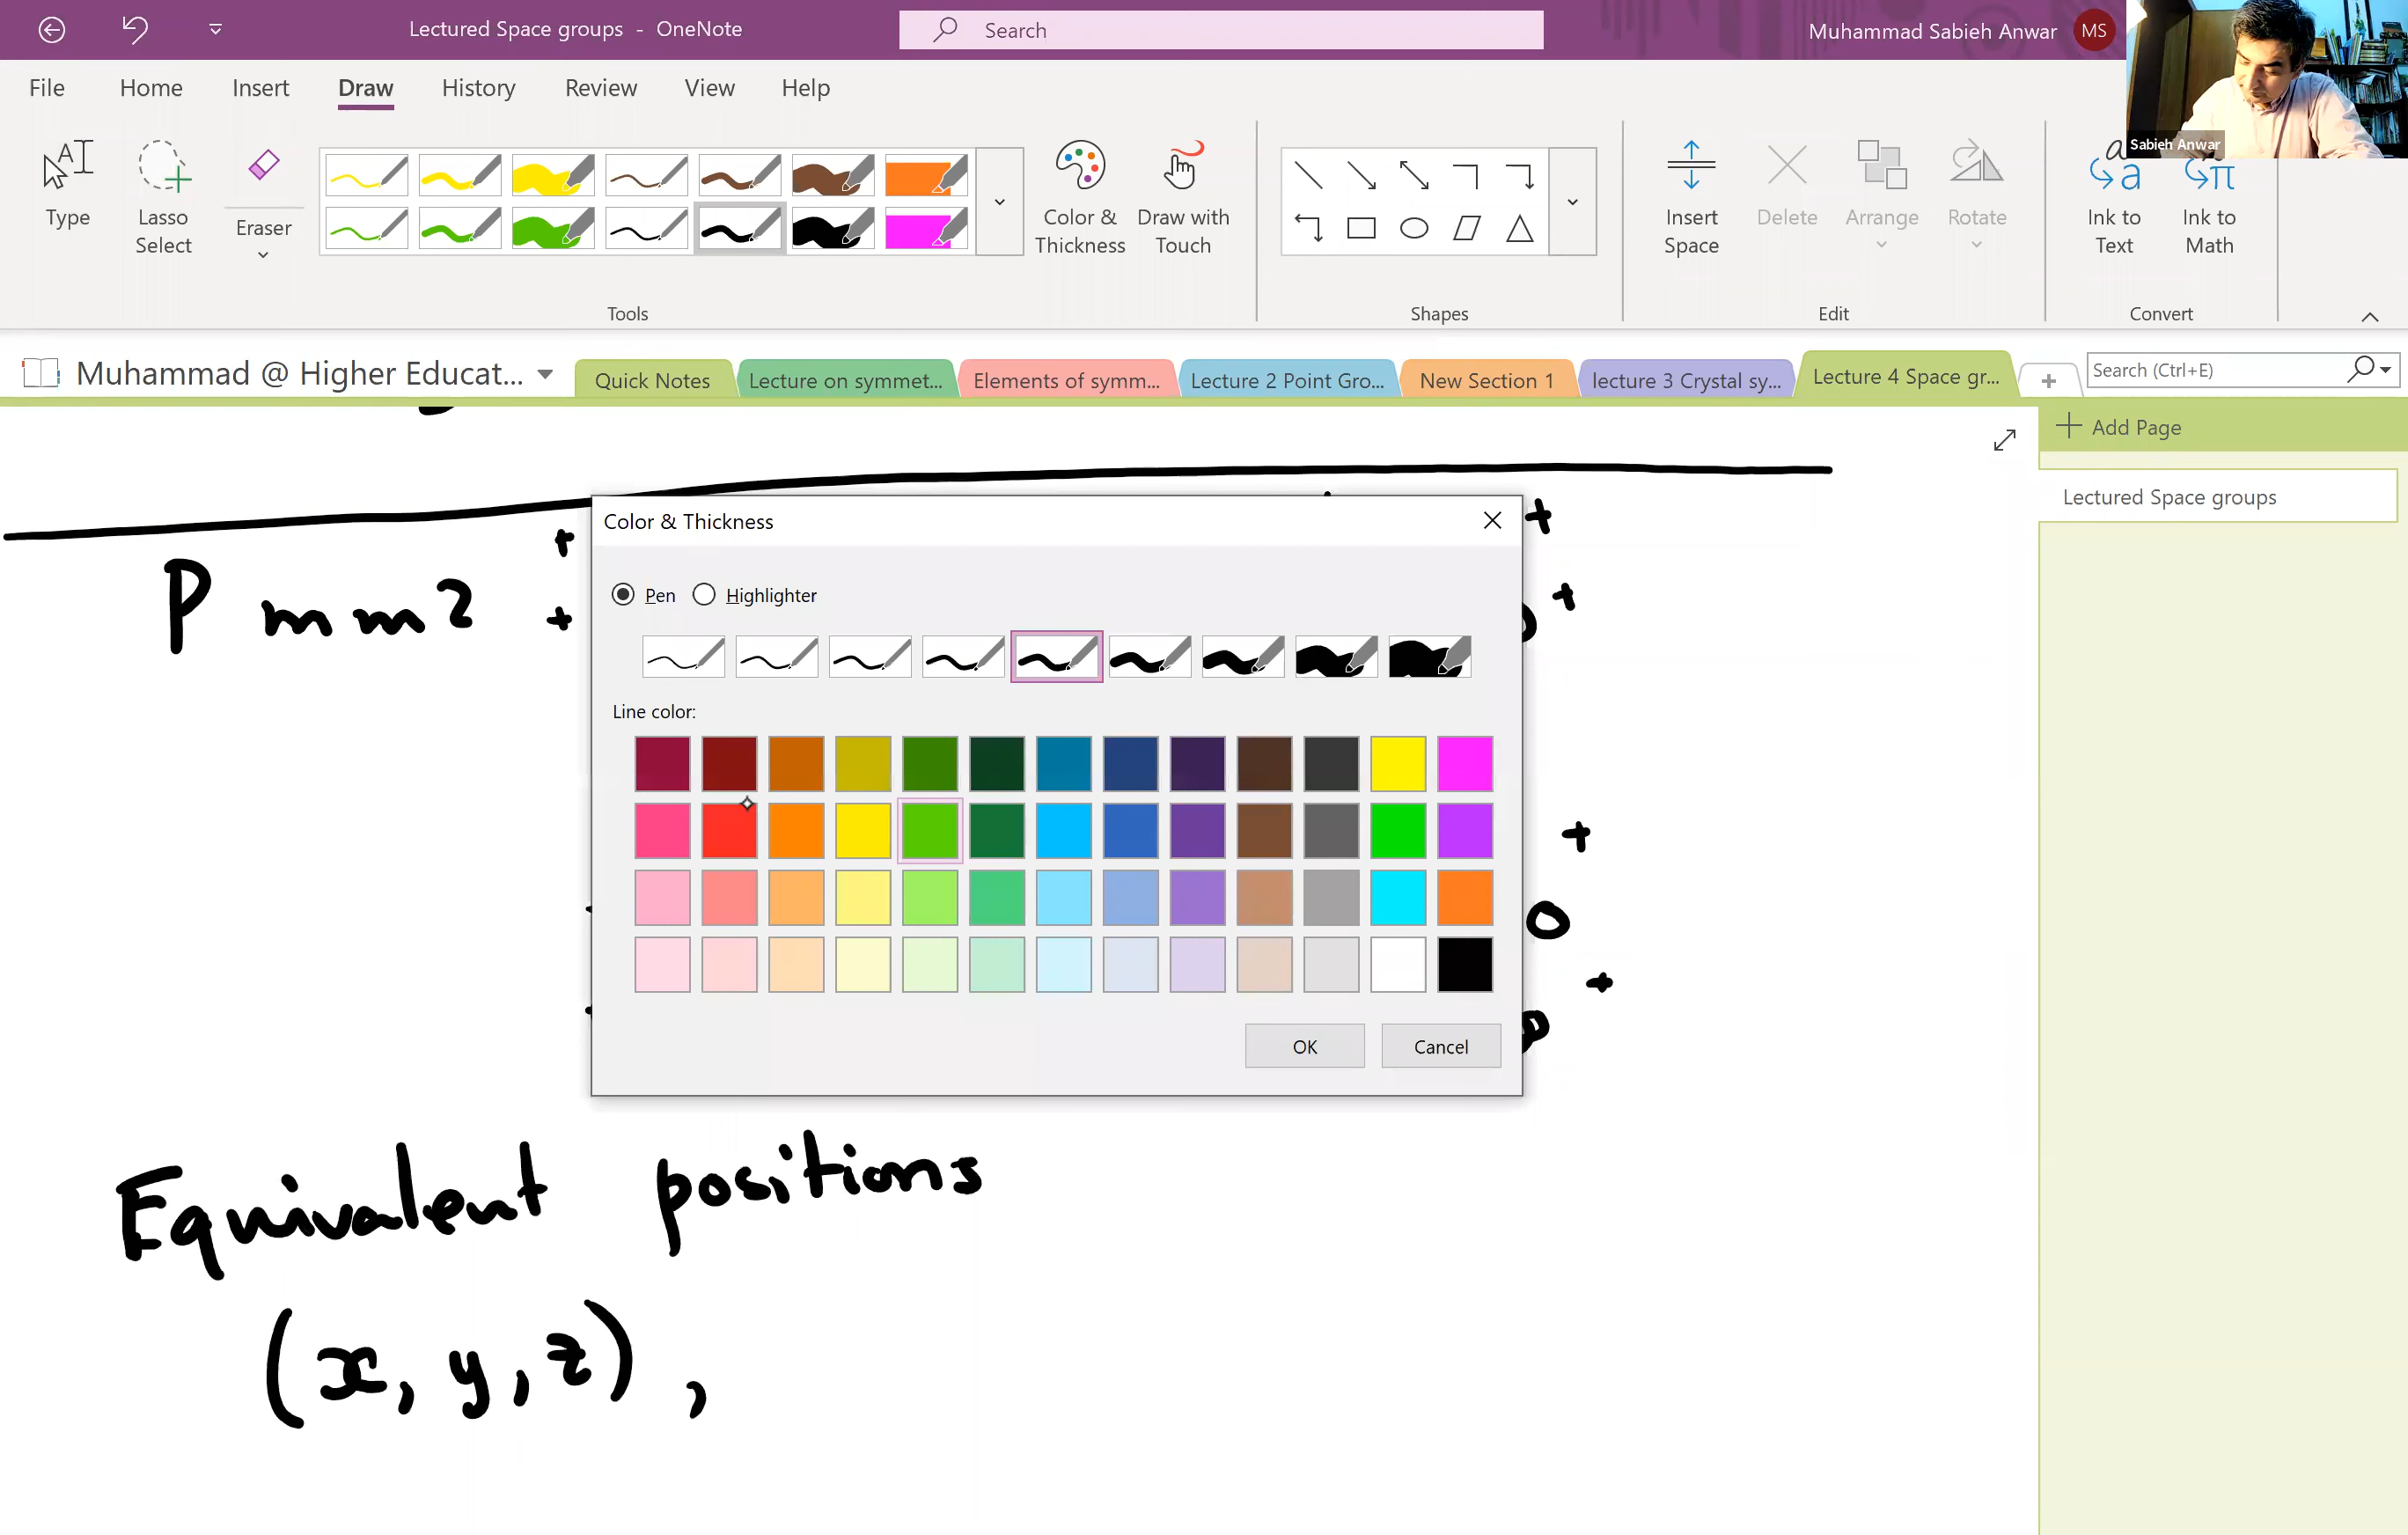 Lectured Space groups - OneNote
Search
Muhammad Sabieh Anwar
MS
File Home Insert Draw History Review View Help
Sabieh Anwar
Type
Lasso Select
Eraser
Color & Thickness
Draw with Touch
Insert Space
Delete
Arrange
Rotate
Ink to Text
Ink to Math
Tools
Shapes
Edit
Convert
Muhammad @ Higher Educat...
Quick Notes
Lecture on symmet...
Elements of symm...
Lecture 2 Point Gro...
New Section 1
lecture 3 Crystal sy...
Lecture 4 Space gr...
Search (Ctrl+E)
Add Page
Lectured Space groups
P mm2
+
+
+
+
+
0
+
Color & Thickness
Pen Highlighter
Line color:
OK Cancel
Equivalent positions
(x, y, z) ,